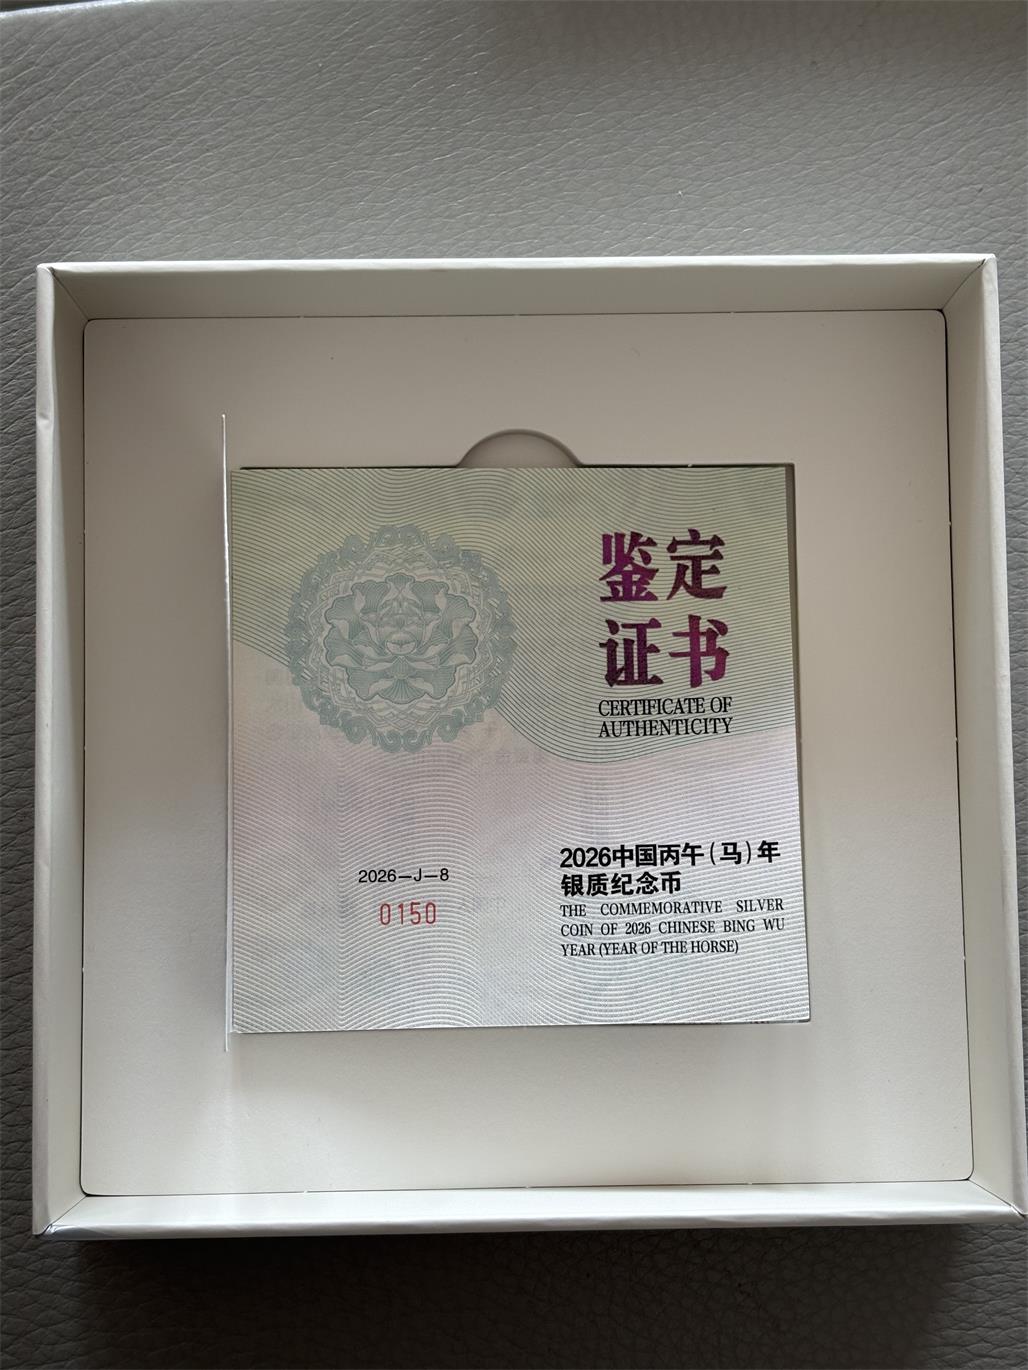 鉴定
证书
CERTIFICATE OF
AUTHENTICITY
2026—J—8
0150
2026中国丙午(马)年
银质纪念币
THE COMMEMORATIVE SILVER
COIN OF 2026 CHINESE BING WU
YEAR (YEAR OF THE HORSE)